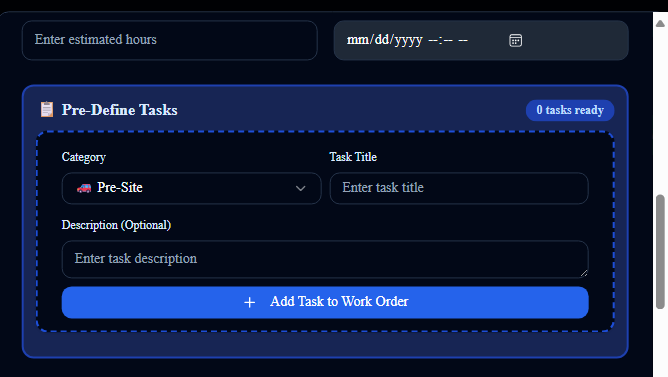 Enter estimated hours
mm/dd/yyyy --:-- --
Pre-Define Tasks
0 tasks ready
Category
Task Title
Pre-Site
Enter task title
Description (Optional)
Enter task description
+ Add Task to Work Order